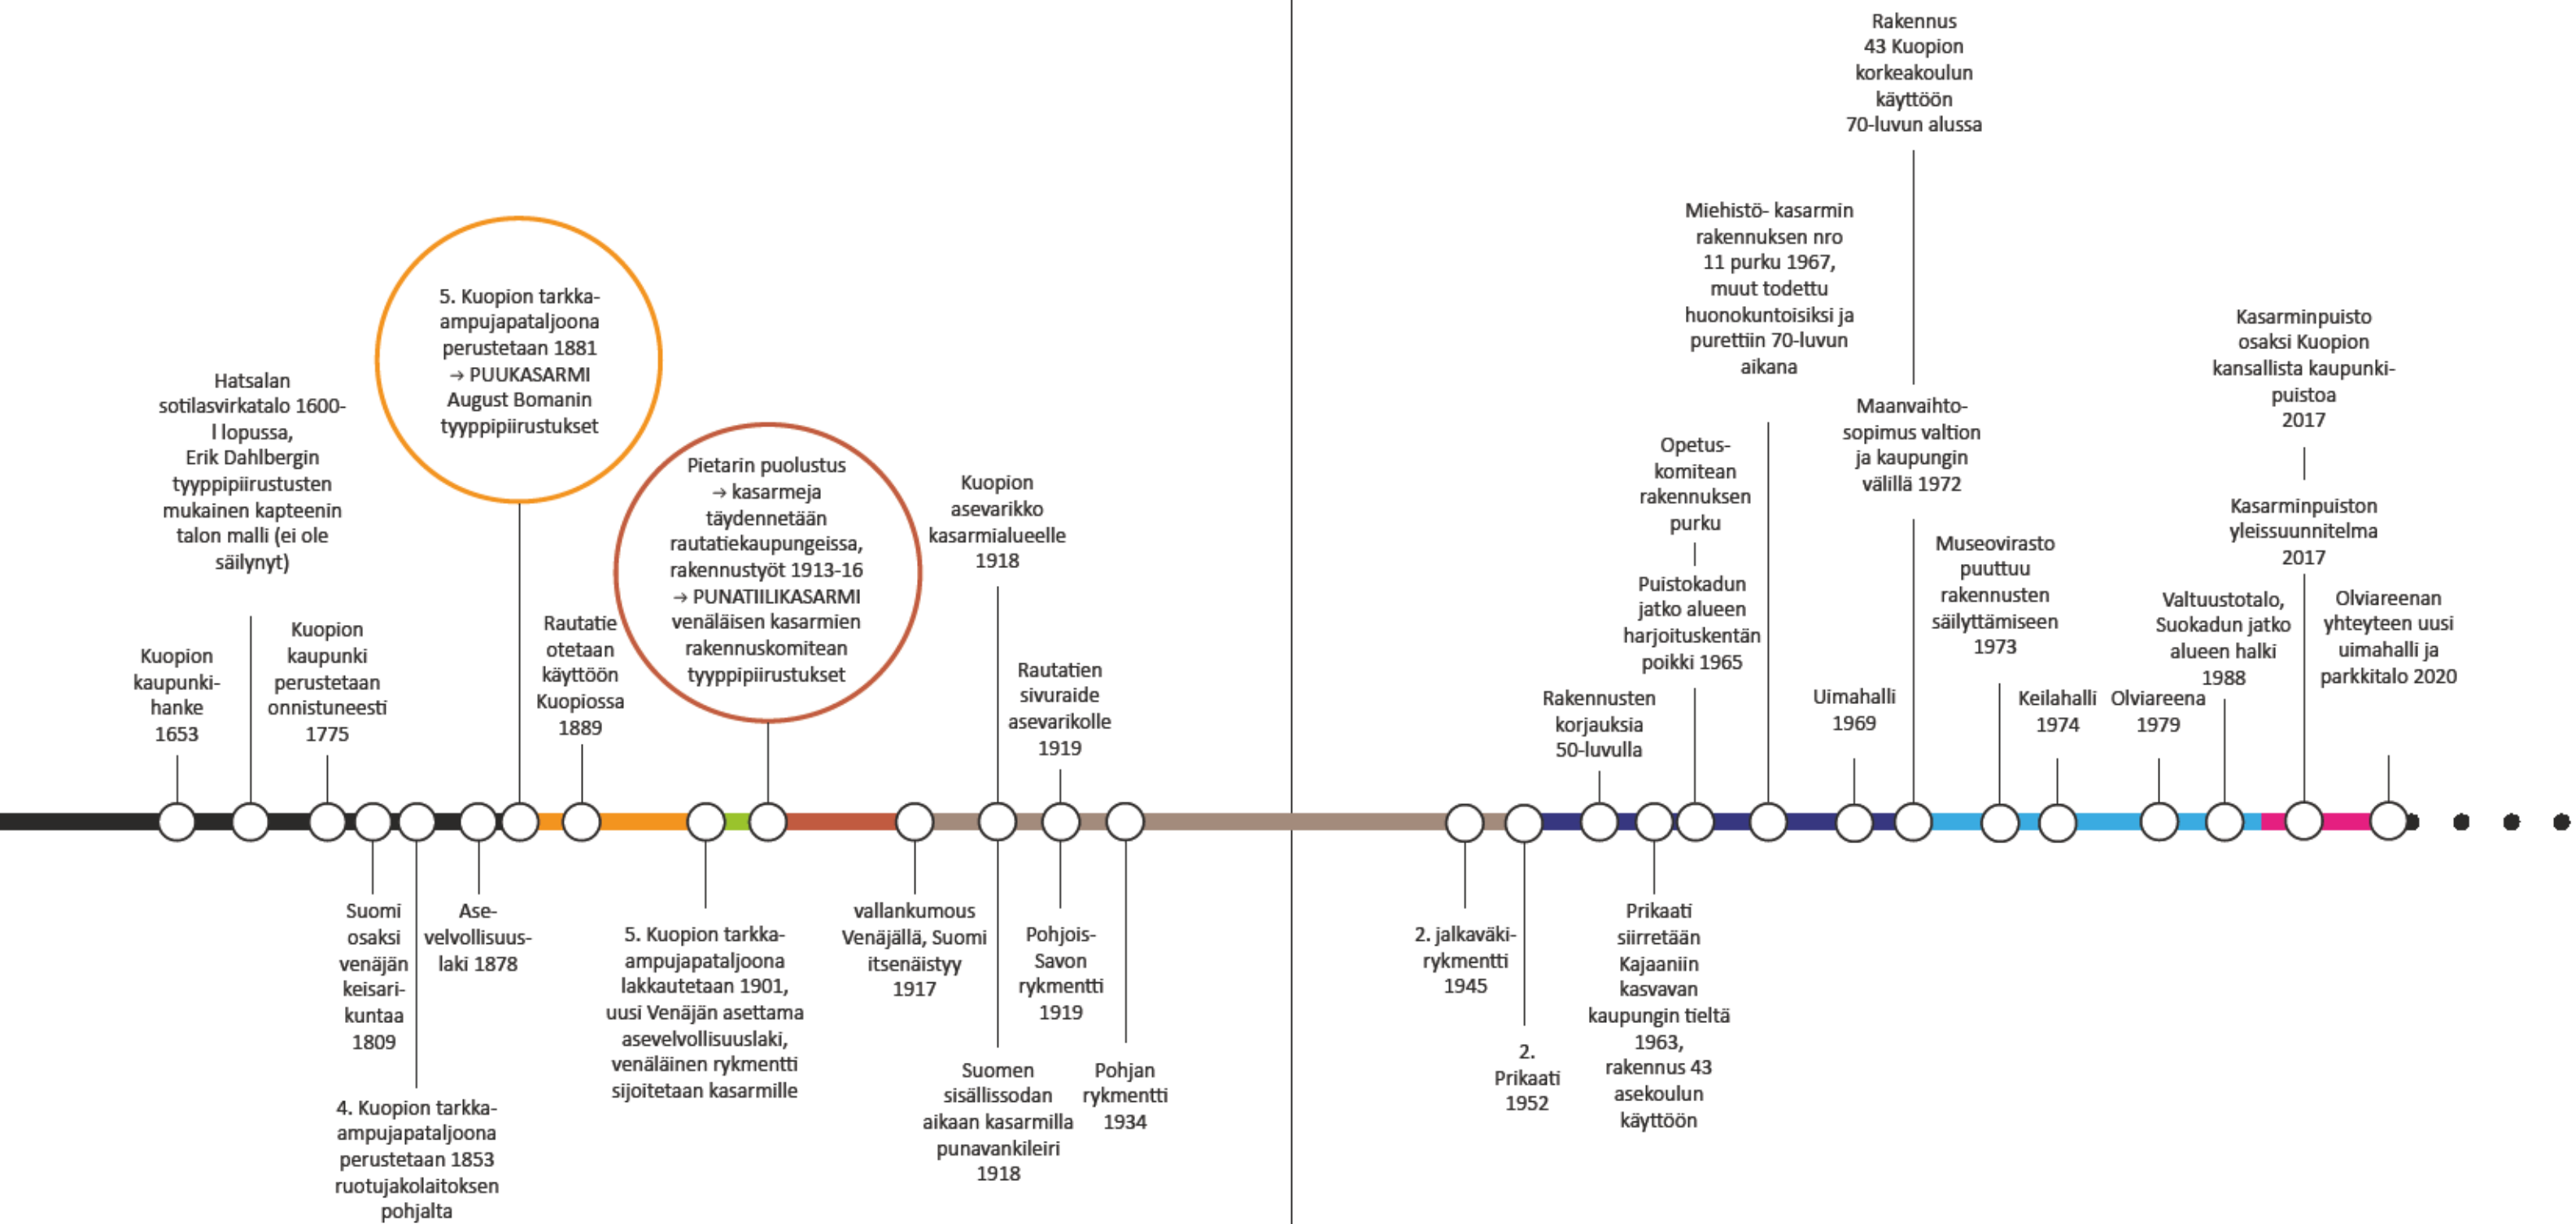 Kuopion
kaupunki-
hanke
1653
Hatsalan
sotilasvirkatalo 1600-
l lopussa,
Erik Dahlbergin
tyyppipiirustusten
mukainen kapteenin
talon malli (ei ole
säilynyt)
Kuopion
kaupunki
perustetaan
onnistuneesti
1775
Suomi
osaksi
venäjän
keisari-
kuntaa
1809
4. Kuopion tarkka-
ampujapataljoona
perustetaan 1853
ruotujakolaitoksen
pohjalta
Ase-
velvollisuus-
laki 1878
5. Kuopion tarkka-
ampujapataljoona
perustetaan 1881
→ PUUKASARMI
August Bomanin
tyyppipiirustukset
Rautatie
otetaan
käyttöön
Kuopiossa
1889
5. Kuopion tarkka-
ampujapataljoona
lakkautetaan 1901,
uusi Venäjän asettama
asevelvollisuuslaki,
venäläinen rykmentti
sijoitetaan kasarmille
Pietarin puolustus
→ kasarmeja
täydennetään
rautatiekaupungeissa,
rakennustyöt 1913-16
→ PUNATIILIKASARMI
venäläisen kasarmien
rakennuskomitean
tyyppipiirustukset
vallankumous
Venäjällä, Suomi
itsenäistyy
1917
Kuopion
asevarikko
kasarmialueelle
1918
Suomen
sisällissodan
aikaan kasarmilla
punavankileiri
1918
Rautatien
sivuraide
asevarikolle
1919
Pohjois-
Savon
rykmentti
1919
Pohjan
rykmentti
1934
2. jalkaväki-
rykmentti
1945
2.
Prikaati
1952
Rakennusten
korjauksia
50-luvulla
Prikaati
siirretään
Kajaaniin
kasvavan
kaupungin tieltä
1963,
rakennus 43
asekoulun
käyttöön
Opetus-
komitean
rakennuksen
purku
Puistokadun
jatko alueen
harjoituskentän
poikki 1965
Miehistö- kasarmin
rakennuksen nro
11 purku 1967,
muut todettu
huonokuntoisiksi ja
purettiin 70-luvun
aikana
Uimahalli
1969
Rakennus
43 Kuopion
korkeakoulun
käyttöön
70-luvun alussa
Maanvaihto-
sopimus valtion
ja kaupungin
välillä 1972
Museovirasto
puuttuu
rakennusten
säilyttämiseen
1973
Keilahalli
1974
Olviareena
1979
Valtuustotalo,
Suokadun jatko
alueen halki
1988
Kasarminpuisto
osaksi Kuopion
kansallista kaupunki-
puistoa
2017
Kasarminpuiston
yleissuunnitelma
2017
Olviareenan
yhteyteen uusi
uimahalli ja
parkkitalo 2020